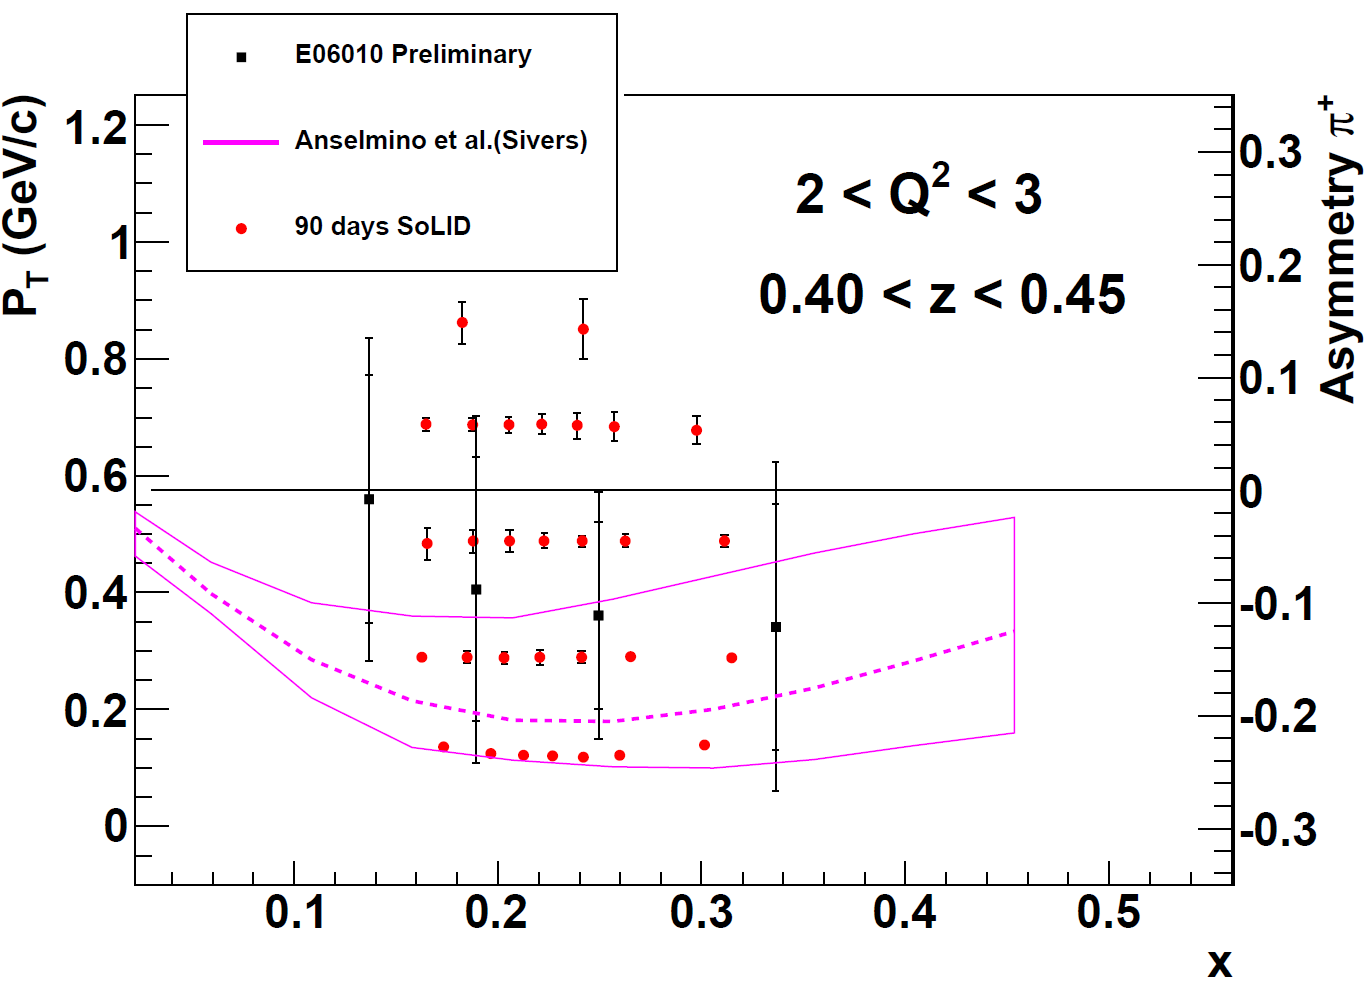 E06010 Preliminary
Anselmino et al.(Sivers)
90 days SoLID
2 < Q² < 3
0.40 < z < 0.45
P_T (GeV/c)
1.2
1
0.8
0.6
0.4
0.2
0
Asymmetry π⁺
0.3
0.2
0.1
0
-0.1
-0.2
-0.3
0.1 0.2 0.3 0.4 0.5
x